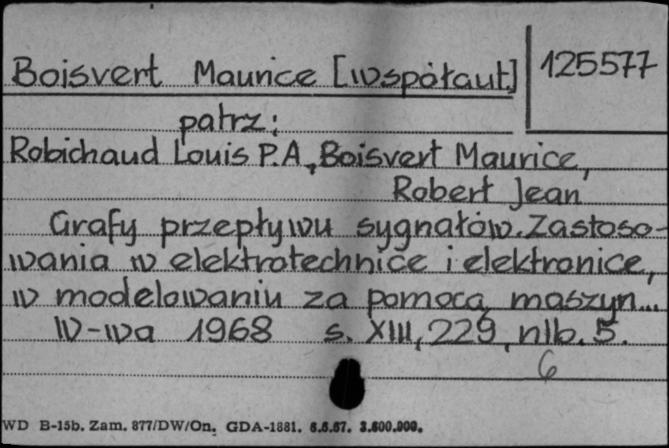 Boisvert Maurice [współaut.] 125577
patrz:
Robichaud Louis P.A., Boisvert Maurice,
Robert Jean
Grafy przepływu sygnałów. Zastoso-
wania w elektrotechnice i elektronice,
w modelowaniu za pomocą maszyn...
W-wa 1968 s. XIII, 229, nlb. 5.
6
WD B-15b. Zam. 877/DW/On. GDA-1881. 6.6.67. 3.600.000.